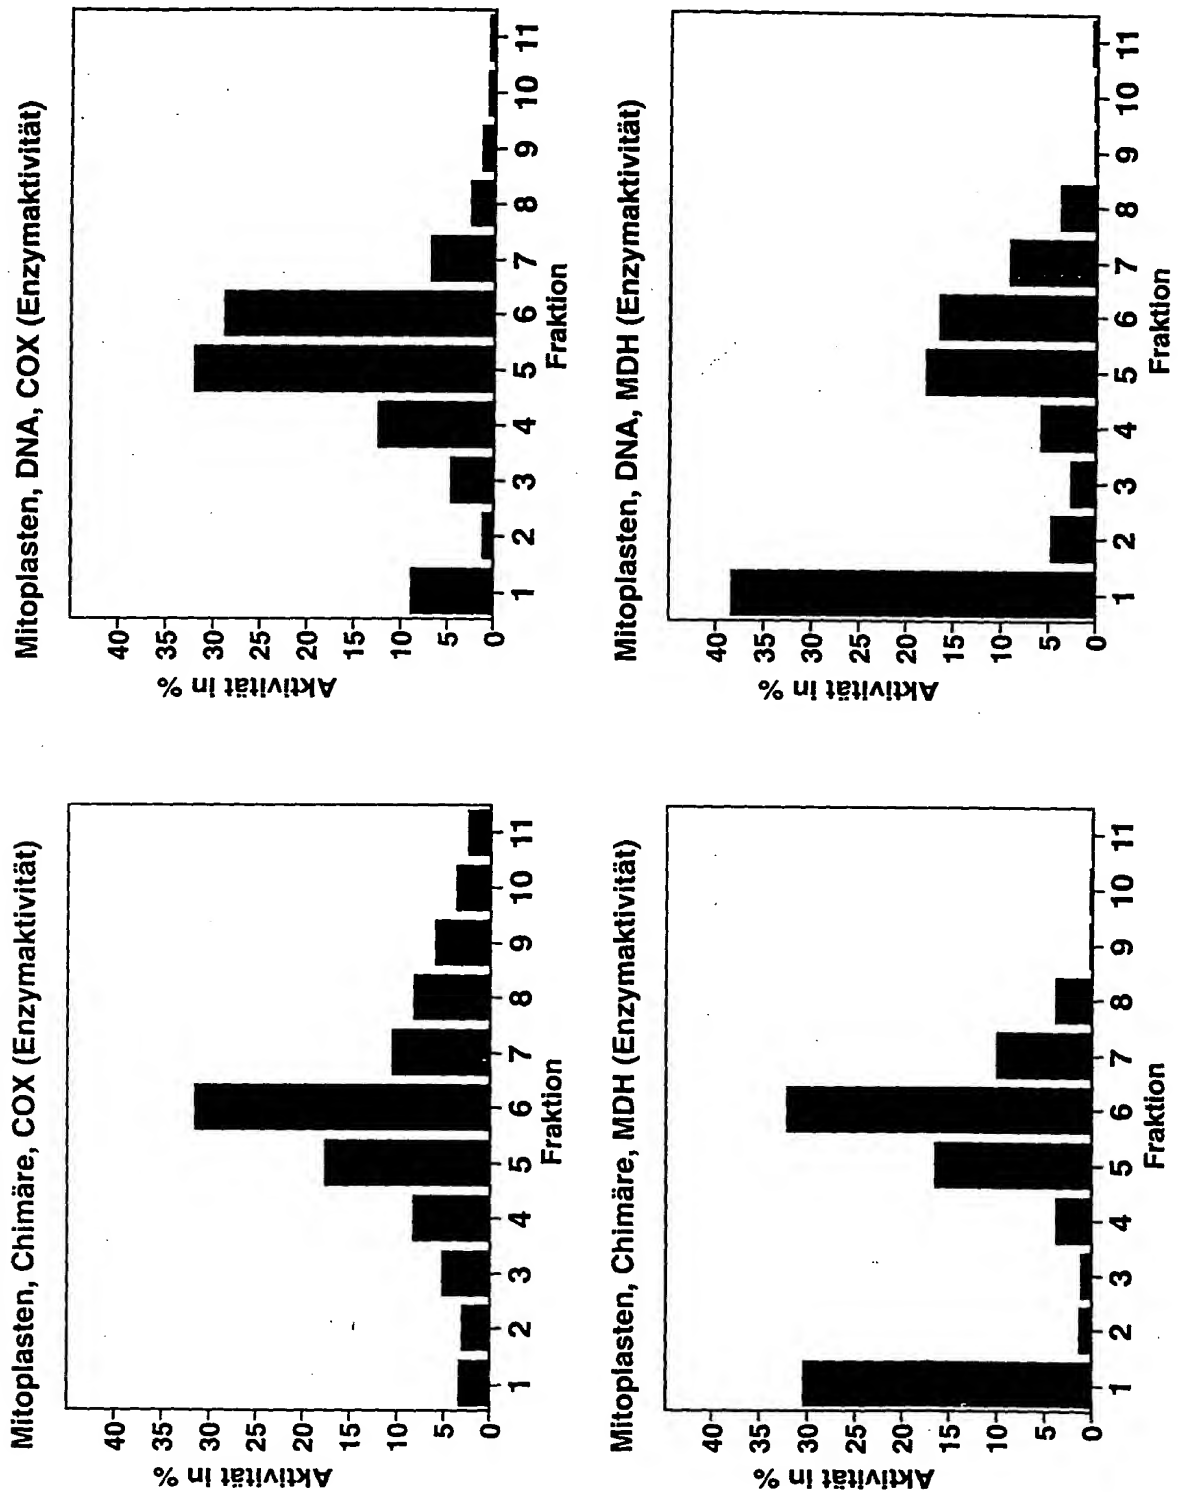 Mitoplasten, Chimäre, COX (Enzymaktivität)
Aktivität in %
40
35
30
25
20
15
10
5
0
1 2 3 4 5 6 7 8 9 10 11
Fraktion
Mitoplasten, DNA, COX (Enzymaktivität)
Aktivität in %
40
35
30
25
20
15
10
5
0
1 2 3 4 5 6 7 8 9 10 11
Fraktion
Mitoplasten, Chimäre, MDH (Enzymaktivität)
Aktivität in %
40
35
30
25
20
15
10
5
0
1 2 3 4 5 6 7 8 9 10 11
Fraktion
Mitoplasten, DNA, MDH (Enzymaktivität)
Aktivität in %
40
35
30
25
20
15
10
5
0
1 2 3 4 5 6 7 8 9 10 11
Fraktion